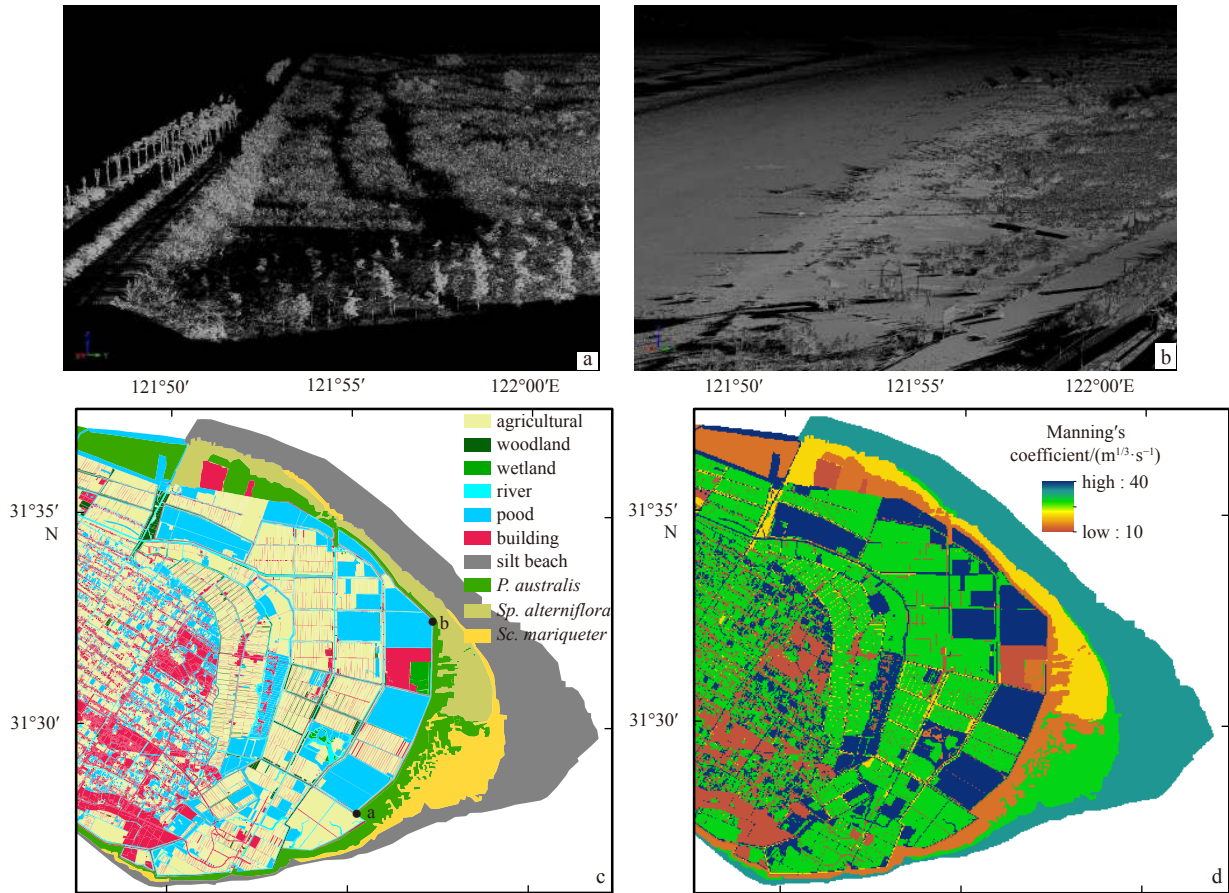 a
b
121°50′
121°55′
122°00′E
121°50′
121°55′
122°00′E
31°35′
N
31°30′
agricultural
woodland
wetland
river
pood
building
silt beach
P. australis
Sp. alterniflora
Sc. mariqueter
b
a
c
31°35′
N
31°30′
Manning's
coefficient/(m¹ᐟ³·s⁻¹)
high : 40
low : 10
d